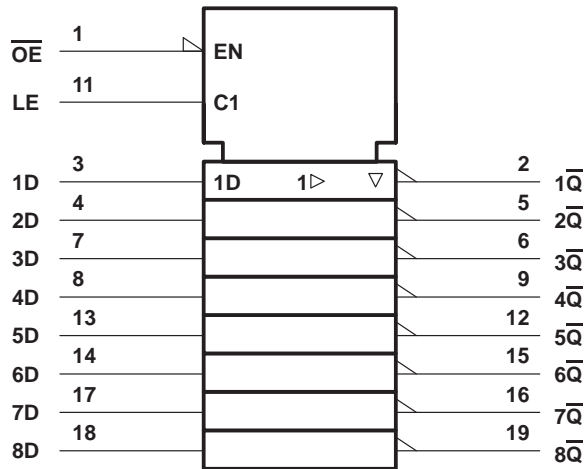 O̅E̅ 1 EN
LE 11 C1
1D 3 1D 1 2 1Q̅
2D 4 5 2Q̅
3D 7 6 3Q̅
4D 8 9 4Q̅
5D 13 12 5Q̅
6D 14 15 6Q̅
7D 17 16 7Q̅
8D 18 19 8Q̅